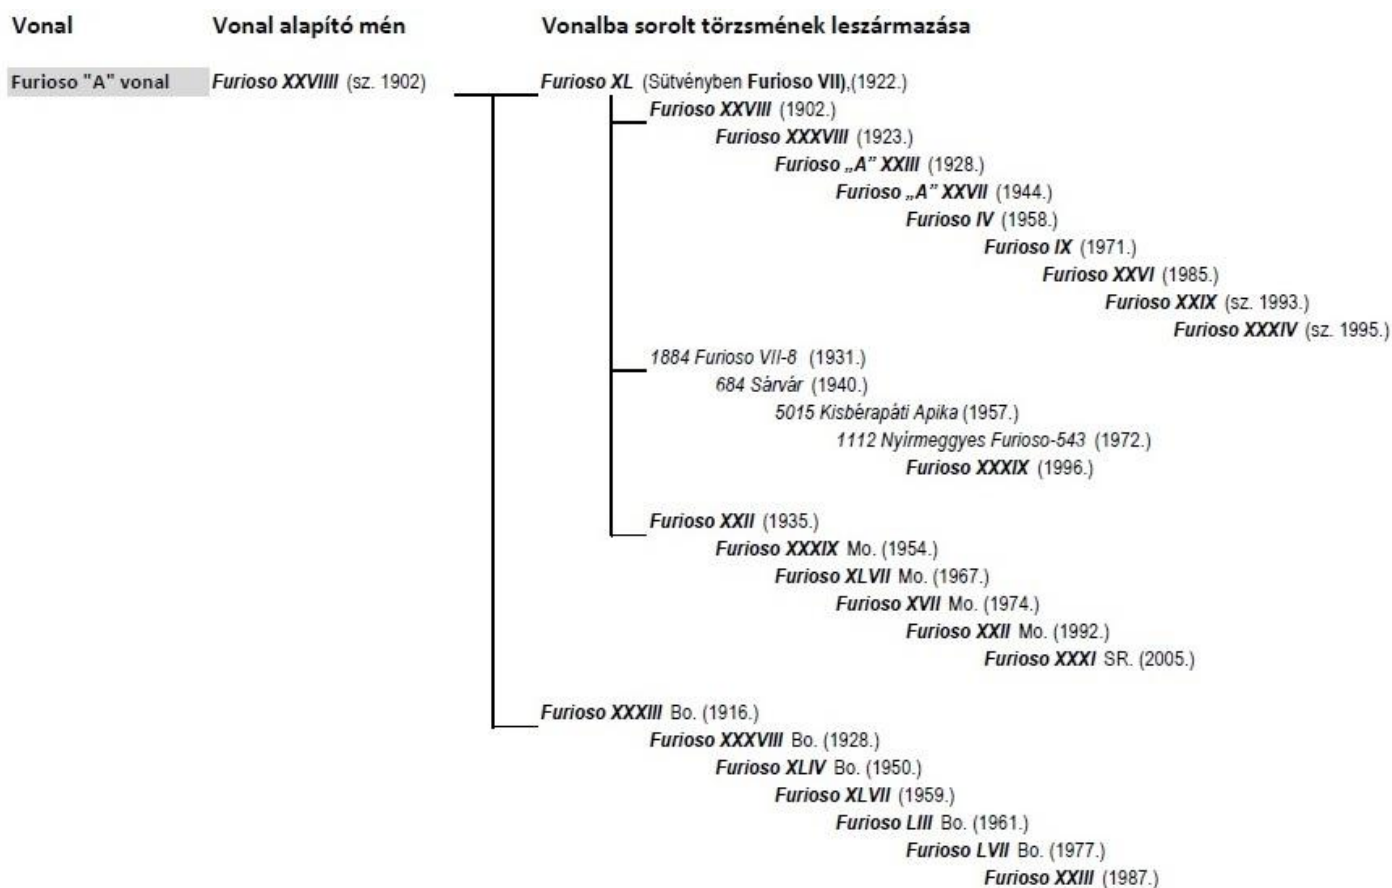 Vonal Vonal alapító mén Vonalba sorolt törzsmének leszármazása
Furioso "A" vonal Furioso XXVIIII (sz. 1902) Furioso XL (Sütvényben Furioso VII),(1922.)
Furioso XXVIII (1902.)
Furioso XXXVIII (1923.)
Furioso „A” XXIII (1928.)
Furioso „A” XXVII (1944.)
Furioso IV (1958.)
Furioso IX (1971.)
Furioso XXVI (1985.)
Furioso XXIX (sz. 1993.)
Furioso XXXIV (sz. 1995.)
1884 Furioso VII-8 (1931.)
684 Sárvár (1940.)
5015 Kisbérapáti Apika (1957.)
1112 Nyírmeggyes Furioso-543 (1972.)
Furioso XXXIX (1996.)
Furioso XXII (1935.)
Furioso XXXIX Mo. (1954.)
Furioso XLVII Mo. (1967.)
Furioso XVII Mo. (1974.)
Furioso XXII Mo. (1992.)
Furioso XXXI SR. (2005.)
Furioso XXXIII Bo. (1916.)
Furioso XXXVIII Bo. (1928.)
Furioso XLIV Bo. (1950.)
Furioso XLVII (1959.)
Furioso LIII Bo. (1961.)
Furioso LVII Bo. (1977.)
Furioso XXIII (1987.)